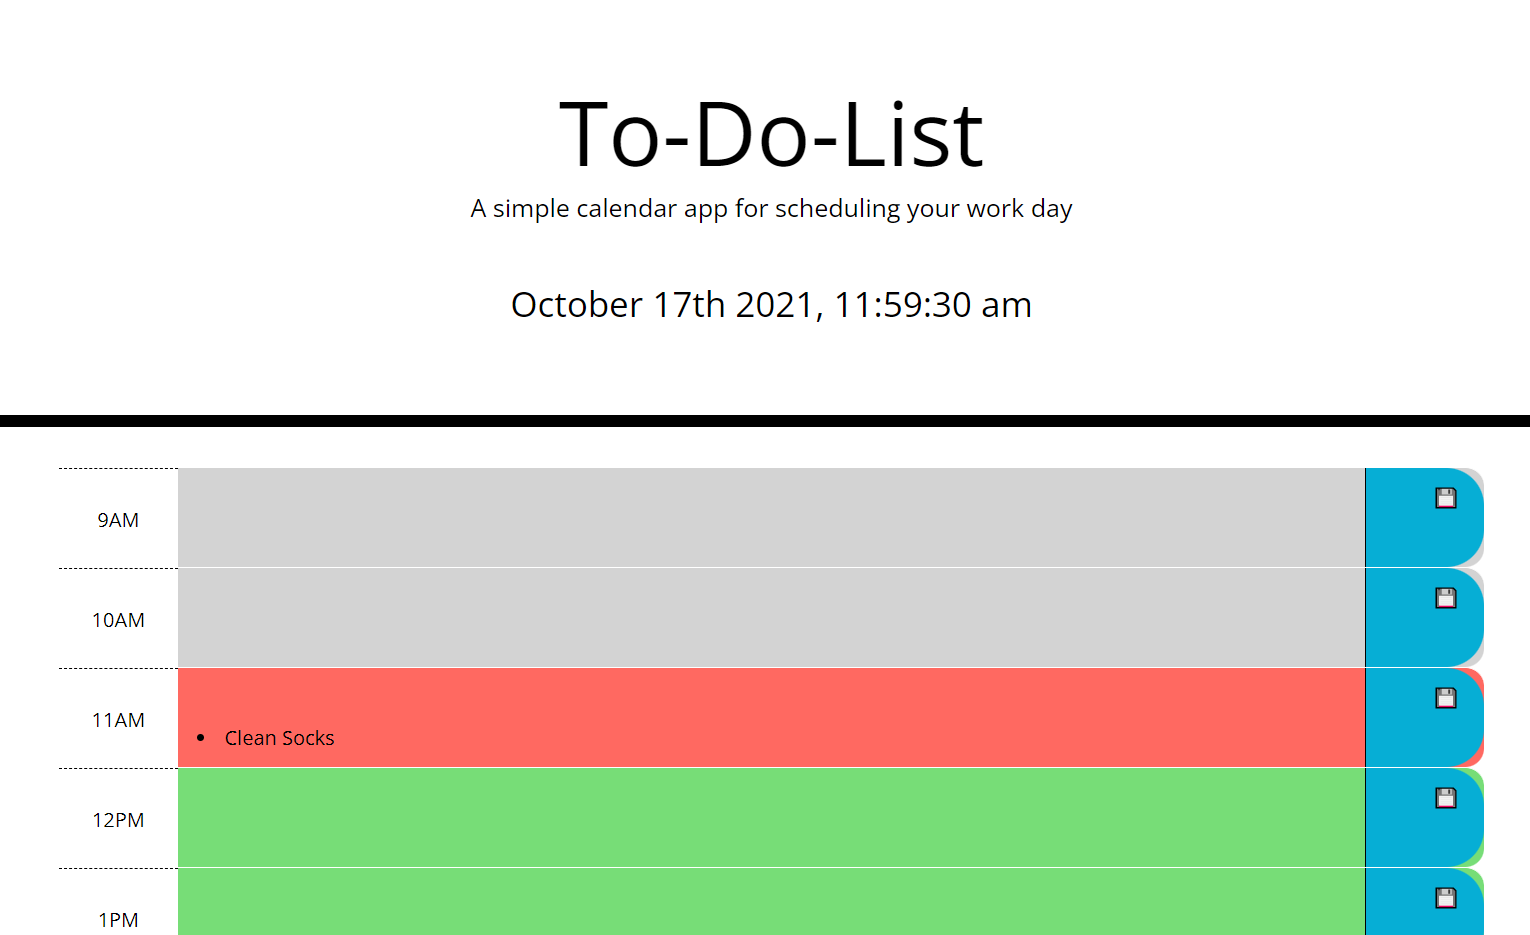 To-Do-List
A simple calendar app for scheduling your work day
October 17th 2021, 11:59:30 am
9AM
10AM
11AM
Clean Socks
12PM
1PM